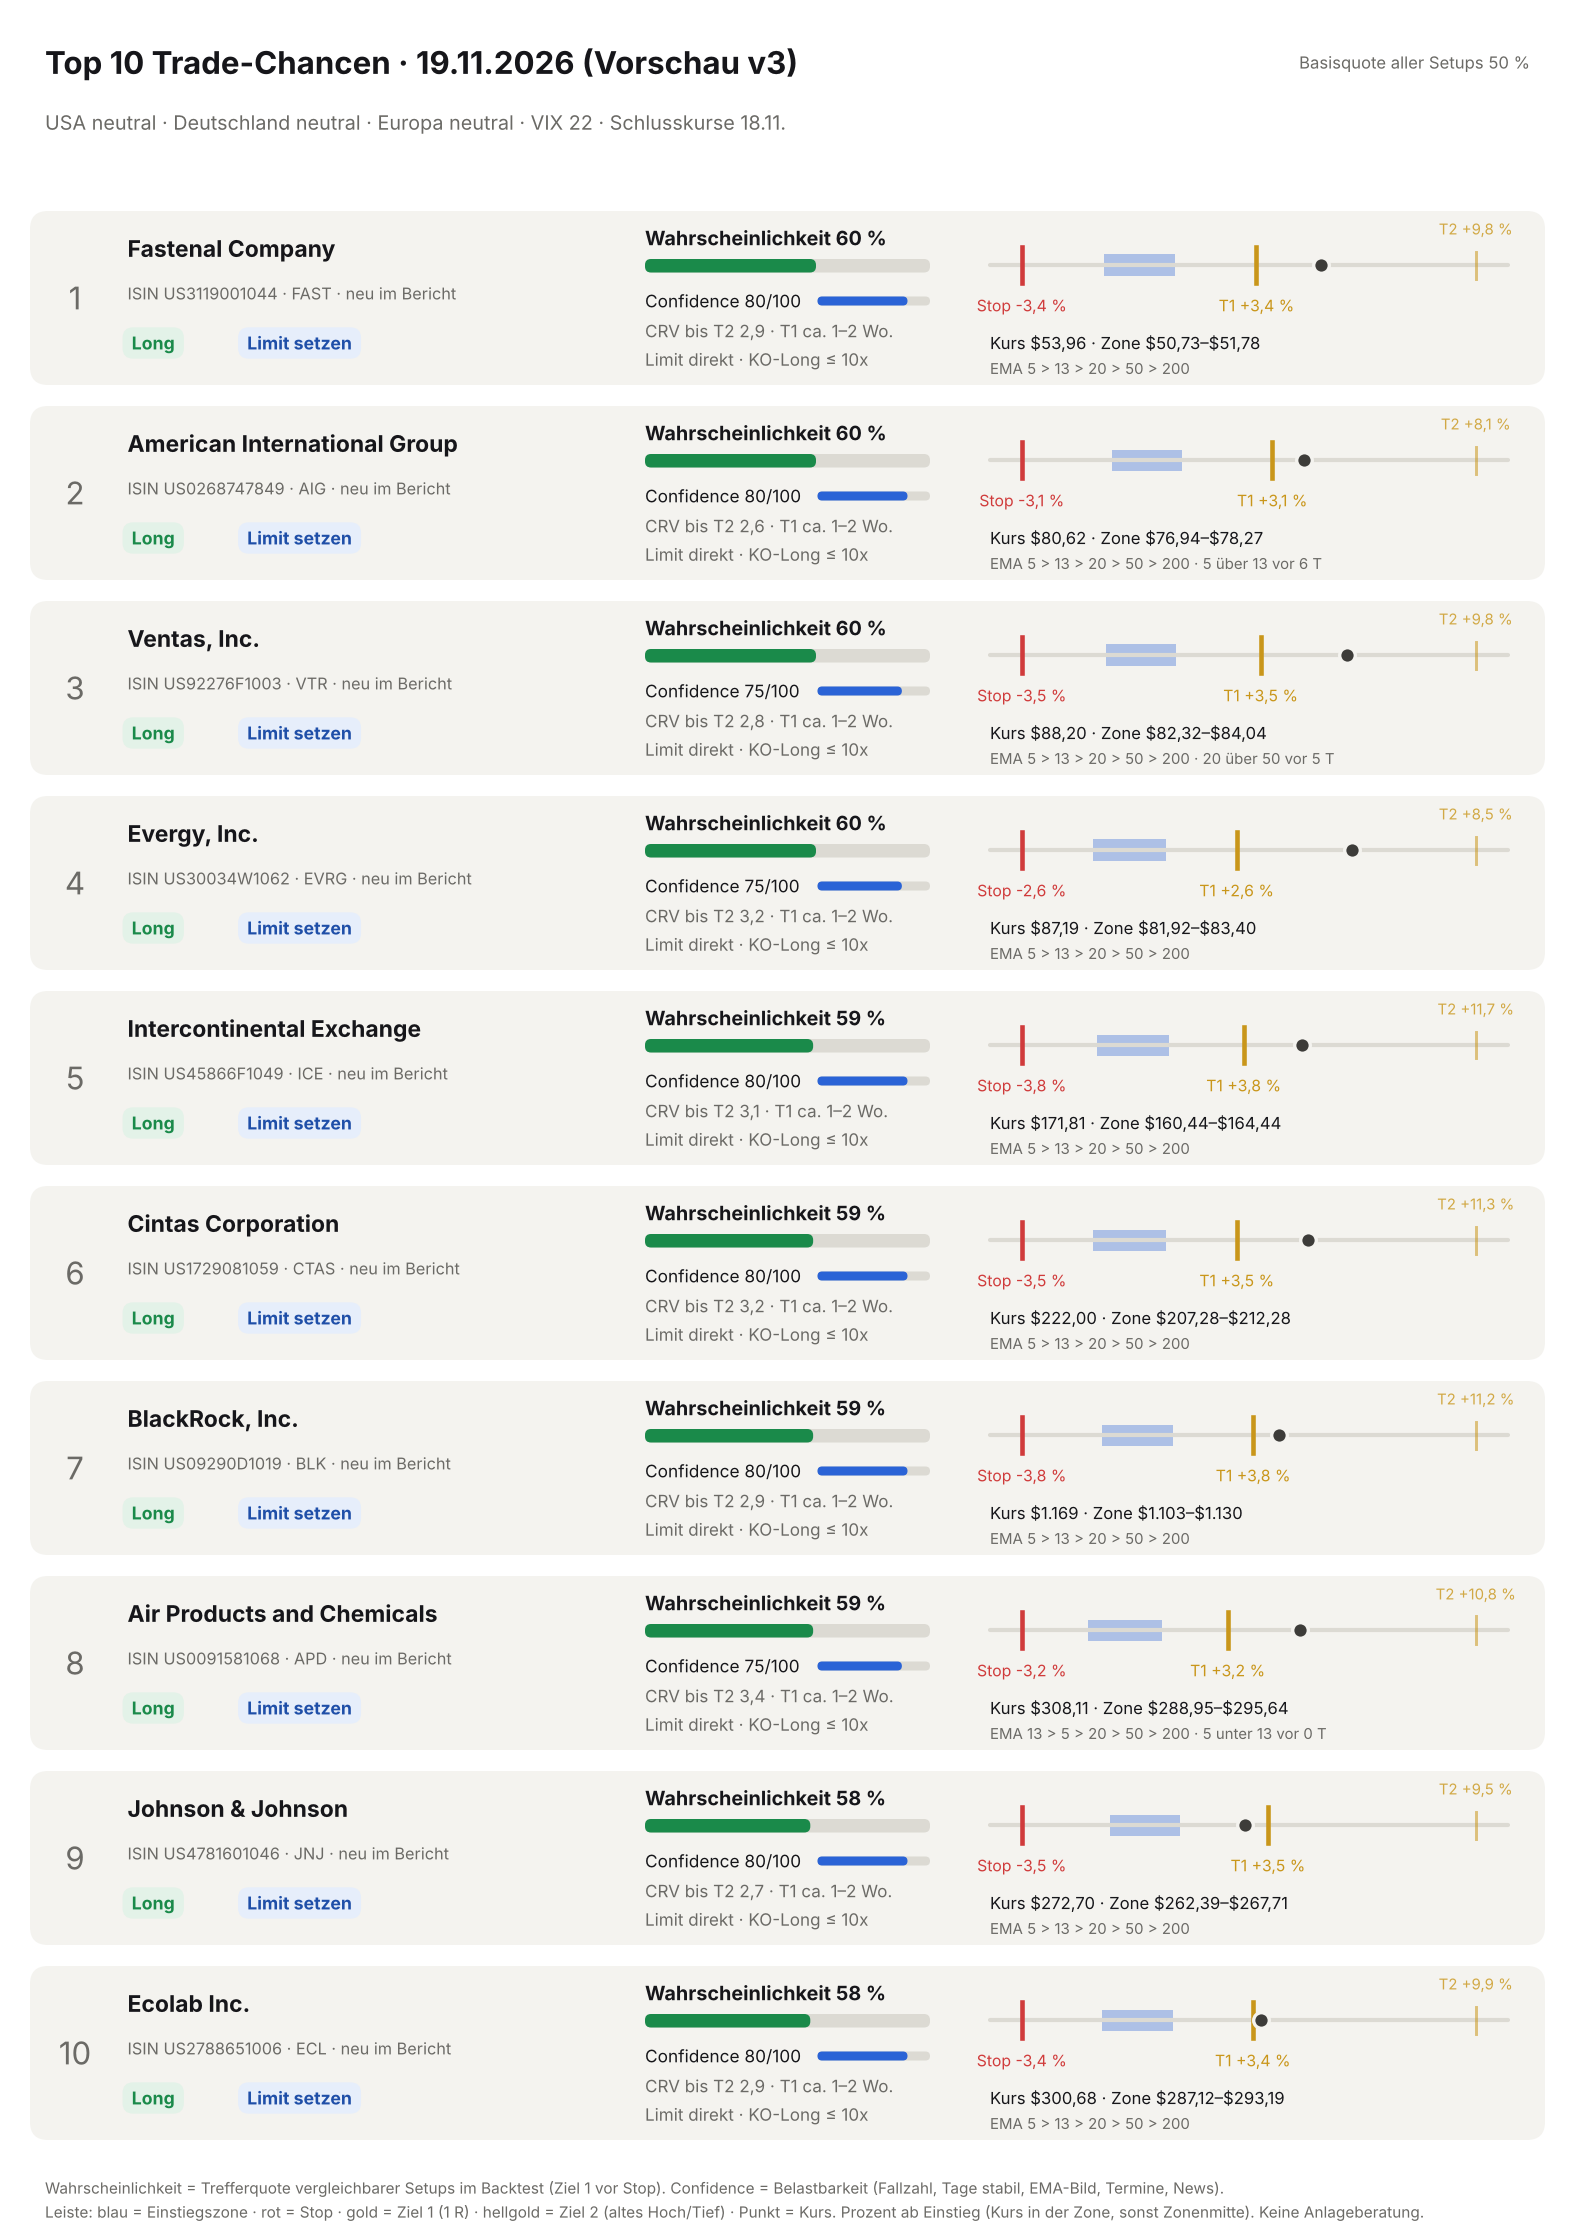 Top 10 Trade-Chancen · 19.11.2026 (Vorschau v3)
Basisquote aller Setups 50 %
USA neutral · Deutschland neutral · Europa neutral · VIX 22 · Schlusskurse 18.11.
1
Fastenal Company
ISIN US3119001044 · FAST · neu im Bericht
Long
Limit setzen
Wahrscheinlichkeit 60 %
Confidence 80/100
CRV bis T2 2,9 · T1 ca. 1–2 Wo.
Limit direkt · KO-Long ≤ 10x
T2 +9,8 %
Stop -3,4 %
T1 +3,4 %
Kurs $53,96 · Zone $50,73–$51,78
EMA 5 > 13 > 20 > 50 > 200
2
American International Group
ISIN US0268747849 · AIG · neu im Bericht
Long
Limit setzen
Wahrscheinlichkeit 60 %
Confidence 80/100
CRV bis T2 2,6 · T1 ca. 1–2 Wo.
Limit direkt · KO-Long ≤ 10x
T2 +8,1 %
Stop -3,1 %
T1 +3,1 %
Kurs $80,62 · Zone $76,94–$78,27
EMA 5 > 13 > 20 > 50 > 200 · 5 über 13 vor 6 T
3
Ventas, Inc.
ISIN US92276F1003 · VTR · neu im Bericht
Long
Limit setzen
Wahrscheinlichkeit 60 %
Confidence 75/100
CRV bis T2 2,8 · T1 ca. 1–2 Wo.
Limit direkt · KO-Long ≤ 10x
T2 +9,8 %
Stop -3,5 %
T1 +3,5 %
Kurs $88,20 · Zone $82,32–$84,04
EMA 5 > 13 > 20 > 50 > 200 · 20 über 50 vor 5 T
4
Evergy, Inc.
ISIN US30034W1062 · EVRG · neu im Bericht
Long
Limit setzen
Wahrscheinlichkeit 60 %
Confidence 75/100
CRV bis T2 3,2 · T1 ca. 1–2 Wo.
Limit direkt · KO-Long ≤ 10x
T2 +8,5 %
Stop -2,6 %
T1 +2,6 %
Kurs $87,19 · Zone $81,92–$83,40
EMA 5 > 13 > 20 > 50 > 200
5
Intercontinental Exchange
ISIN US45866F1049 · ICE · neu im Bericht
Long
Limit setzen
Wahrscheinlichkeit 59 %
Confidence 80/100
CRV bis T2 3,1 · T1 ca. 1–2 Wo.
Limit direkt · KO-Long ≤ 10x
T2 +11,7 %
Stop -3,8 %
T1 +3,8 %
Kurs $171,81 · Zone $160,44–$164,44
EMA 5 > 13 > 20 > 50 > 200
6
Cintas Corporation
ISIN US1729081059 · CTAS · neu im Bericht
Long
Limit setzen
Wahrscheinlichkeit 59 %
Confidence 80/100
CRV bis T2 3,2 · T1 ca. 1–2 Wo.
Limit direkt · KO-Long ≤ 10x
T2 +11,3 %
Stop -3,5 %
T1 +3,5 %
Kurs $222,00 · Zone $207,28–$212,28
EMA 5 > 13 > 20 > 50 > 200
7
BlackRock, Inc.
ISIN US09290D1019 · BLK · neu im Bericht
Long
Limit setzen
Wahrscheinlichkeit 59 %
Confidence 80/100
CRV bis T2 2,9 · T1 ca. 1–2 Wo.
Limit direkt · KO-Long ≤ 10x
T2 +11,2 %
Stop -3,8 %
T1 +3,8 %
Kurs $1.169 · Zone $1.103–$1.130
EMA 5 > 13 > 20 > 50 > 200
8
Air Products and Chemicals
ISIN US0091581068 · APD · neu im Bericht
Long
Limit setzen
Wahrscheinlichkeit 59 %
Confidence 75/100
CRV bis T2 3,4 · T1 ca. 1–2 Wo.
Limit direkt · KO-Long ≤ 10x
T2 +10,8 %
Stop -3,2 %
T1 +3,2 %
Kurs $308,11 · Zone $288,95–$295,64
EMA 13 > 5 > 20 > 50 > 200 · 5 unter 13 vor 0 T
9
Johnson & Johnson
ISIN US4781601046 · JNJ · neu im Bericht
Long
Limit setzen
Wahrscheinlichkeit 58 %
Confidence 80/100
CRV bis T2 2,7 · T1 ca. 1–2 Wo.
Limit direkt · KO-Long ≤ 10x
T2 +9,5 %
Stop -3,5 %
T1 +3,5 %
Kurs $272,70 · Zone $262,39–$267,71
EMA 5 > 13 > 20 > 50 > 200
10
Ecolab Inc.
ISIN US2788651006 · ECL · neu im Bericht
Long
Limit setzen
Wahrscheinlichkeit 58 %
Confidence 80/100
CRV bis T2 2,9 · T1 ca. 1–2 Wo.
Limit direkt · KO-Long ≤ 10x
T2 +9,9 %
Stop -3,4 %
T1 +3,4 %
Kurs $300,68 · Zone $287,12–$293,19
EMA 5 > 13 > 20 > 50 > 200
Wahrscheinlichkeit = Trefferquote vergleichbarer Setups im Backtest (Ziel 1 vor Stop). Confidence = Belastbarkeit (Fallzahl, Tage stabil, EMA-Bild, Termine, News).
Leiste: blau = Einstiegszone · rot = Stop · gold = Ziel 1 (1 R) · hellgold = Ziel 2 (altes Hoch/Tief) · Punkt = Kurs. Prozent ab Einstieg (Kurs in der Zone, sonst Zonenmitte). Keine Anlageberatung.